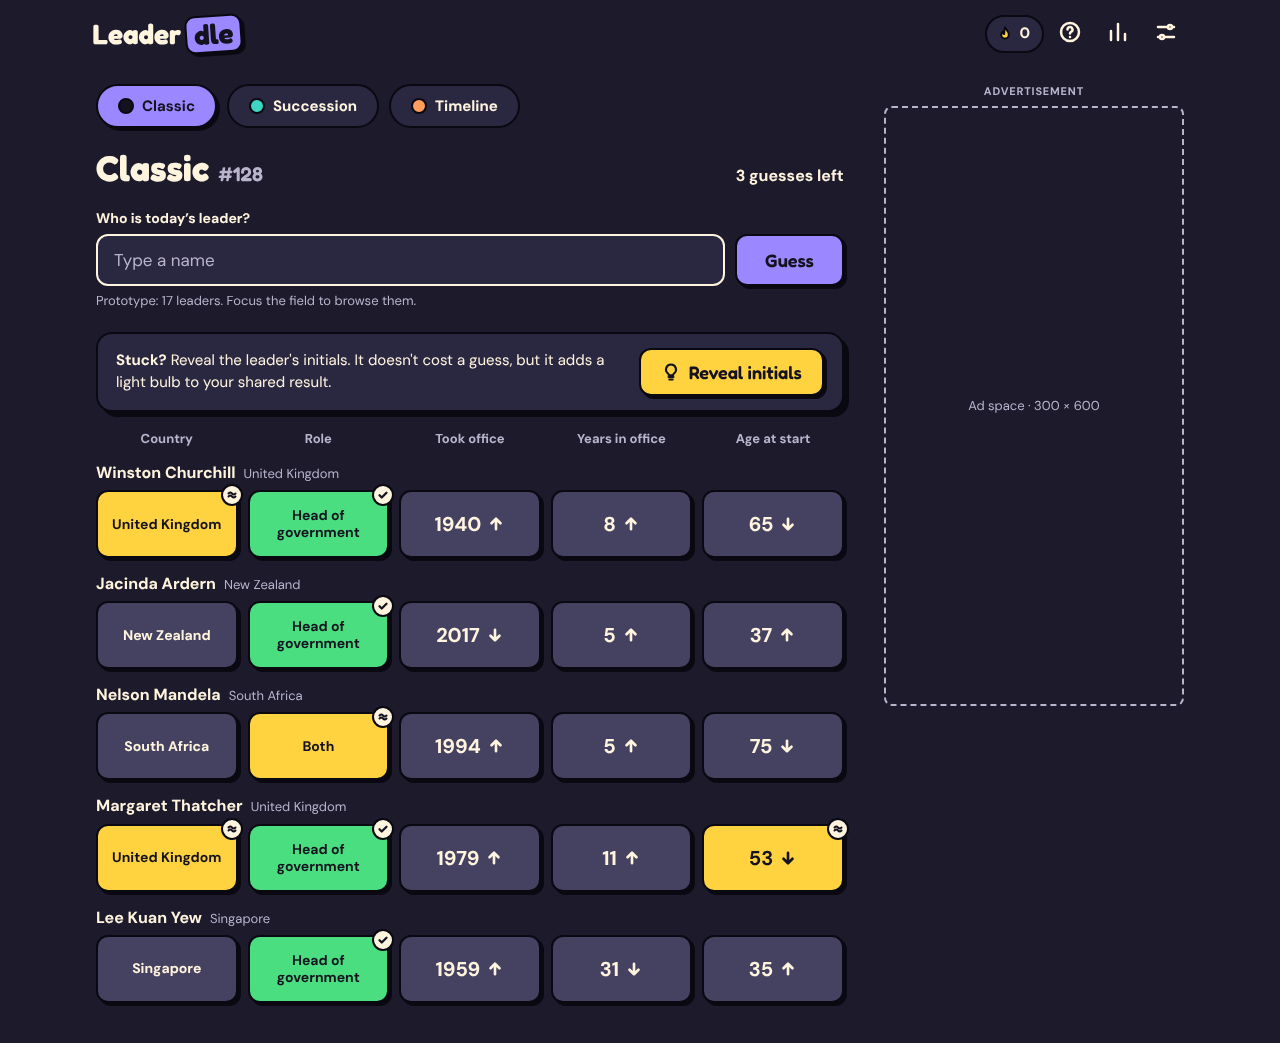 Leader dle
0
Classic
Succession
Timeline
ADVERTISEMENT
Classic #128
3 guesses left
Who is today’s leader?
Type a name
Guess
Prototype: 17 leaders. Focus the field to browse them.
Stuck? Reveal the leader's initials. It doesn't cost a guess, but it adds a
light bulb to your shared result.
Reveal initials
Ad space · 300 × 600
Country Role Took office Years in office Age at start
Winston Churchill United Kingdom
United Kingdom
Head of
government
1940 ↑
8 ↑
65 ↓
Jacinda Ardern New Zealand
New Zealand
Head of
government
2017 ↓
5 ↑
37 ↑
Nelson Mandela South Africa
South Africa
Both
1994 ↑
5 ↑
75 ↓
Margaret Thatcher United Kingdom
United Kingdom
Head of
government
1979 ↑
11 ↑
53 ↓
Lee Kuan Yew Singapore
Singapore
Head of
government
1959 ↑
31 ↓
35 ↑